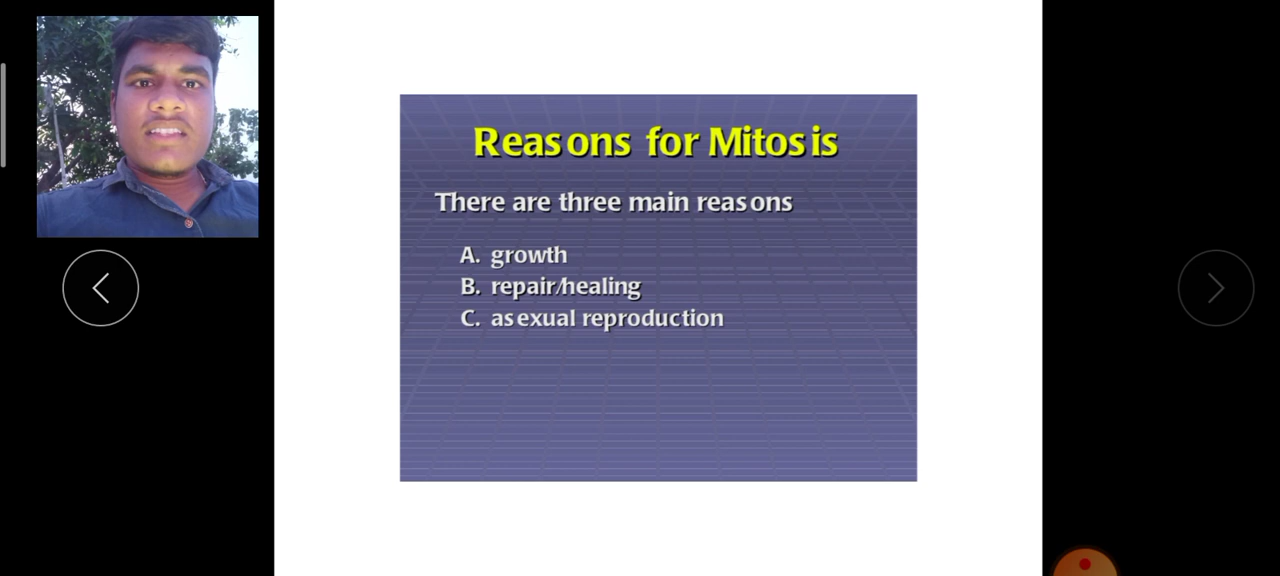 Reasons for Mitosis
There are three main reasons
A. growth
B. repair/healing
C. asexual reproduction